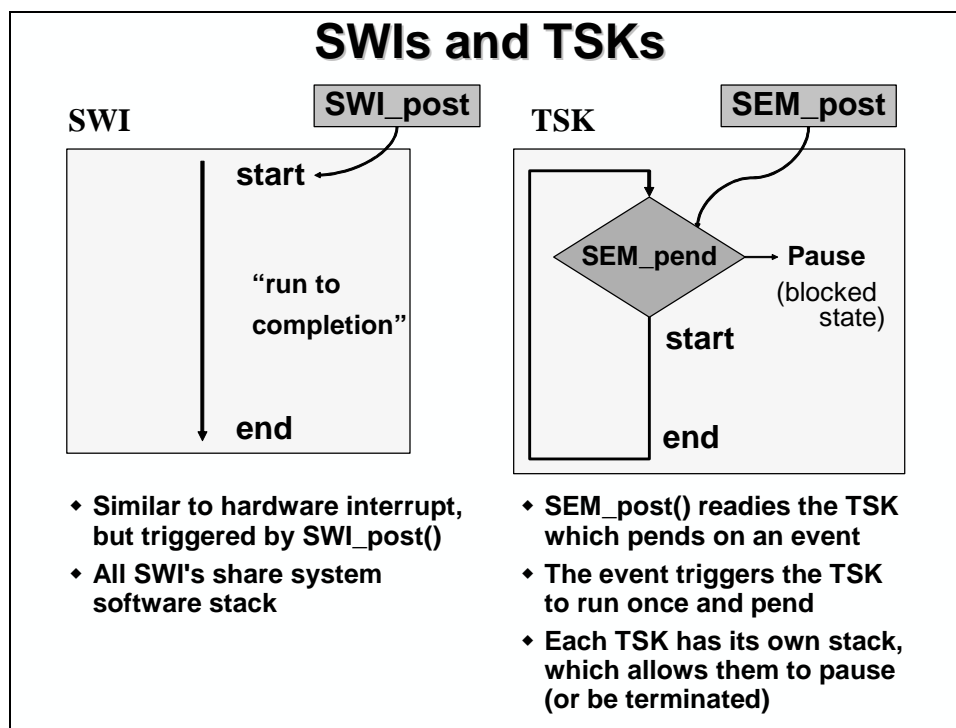 SWIs and TSKs
SWI
SWI_post
start
“run to
completion”
end
◆ Similar to hardware interrupt,
but triggered by SWI_post()
◆ All SWI's share system
software stack
TSK
SEM_post
SEM_pend
Pause
(blocked
state)
start
end
◆ SEM_post() readies the TSK
which pends on an event
◆ The event triggers the TSK
to run once and pend
◆ Each TSK has its own stack,
which allows them to pause
(or be terminated)